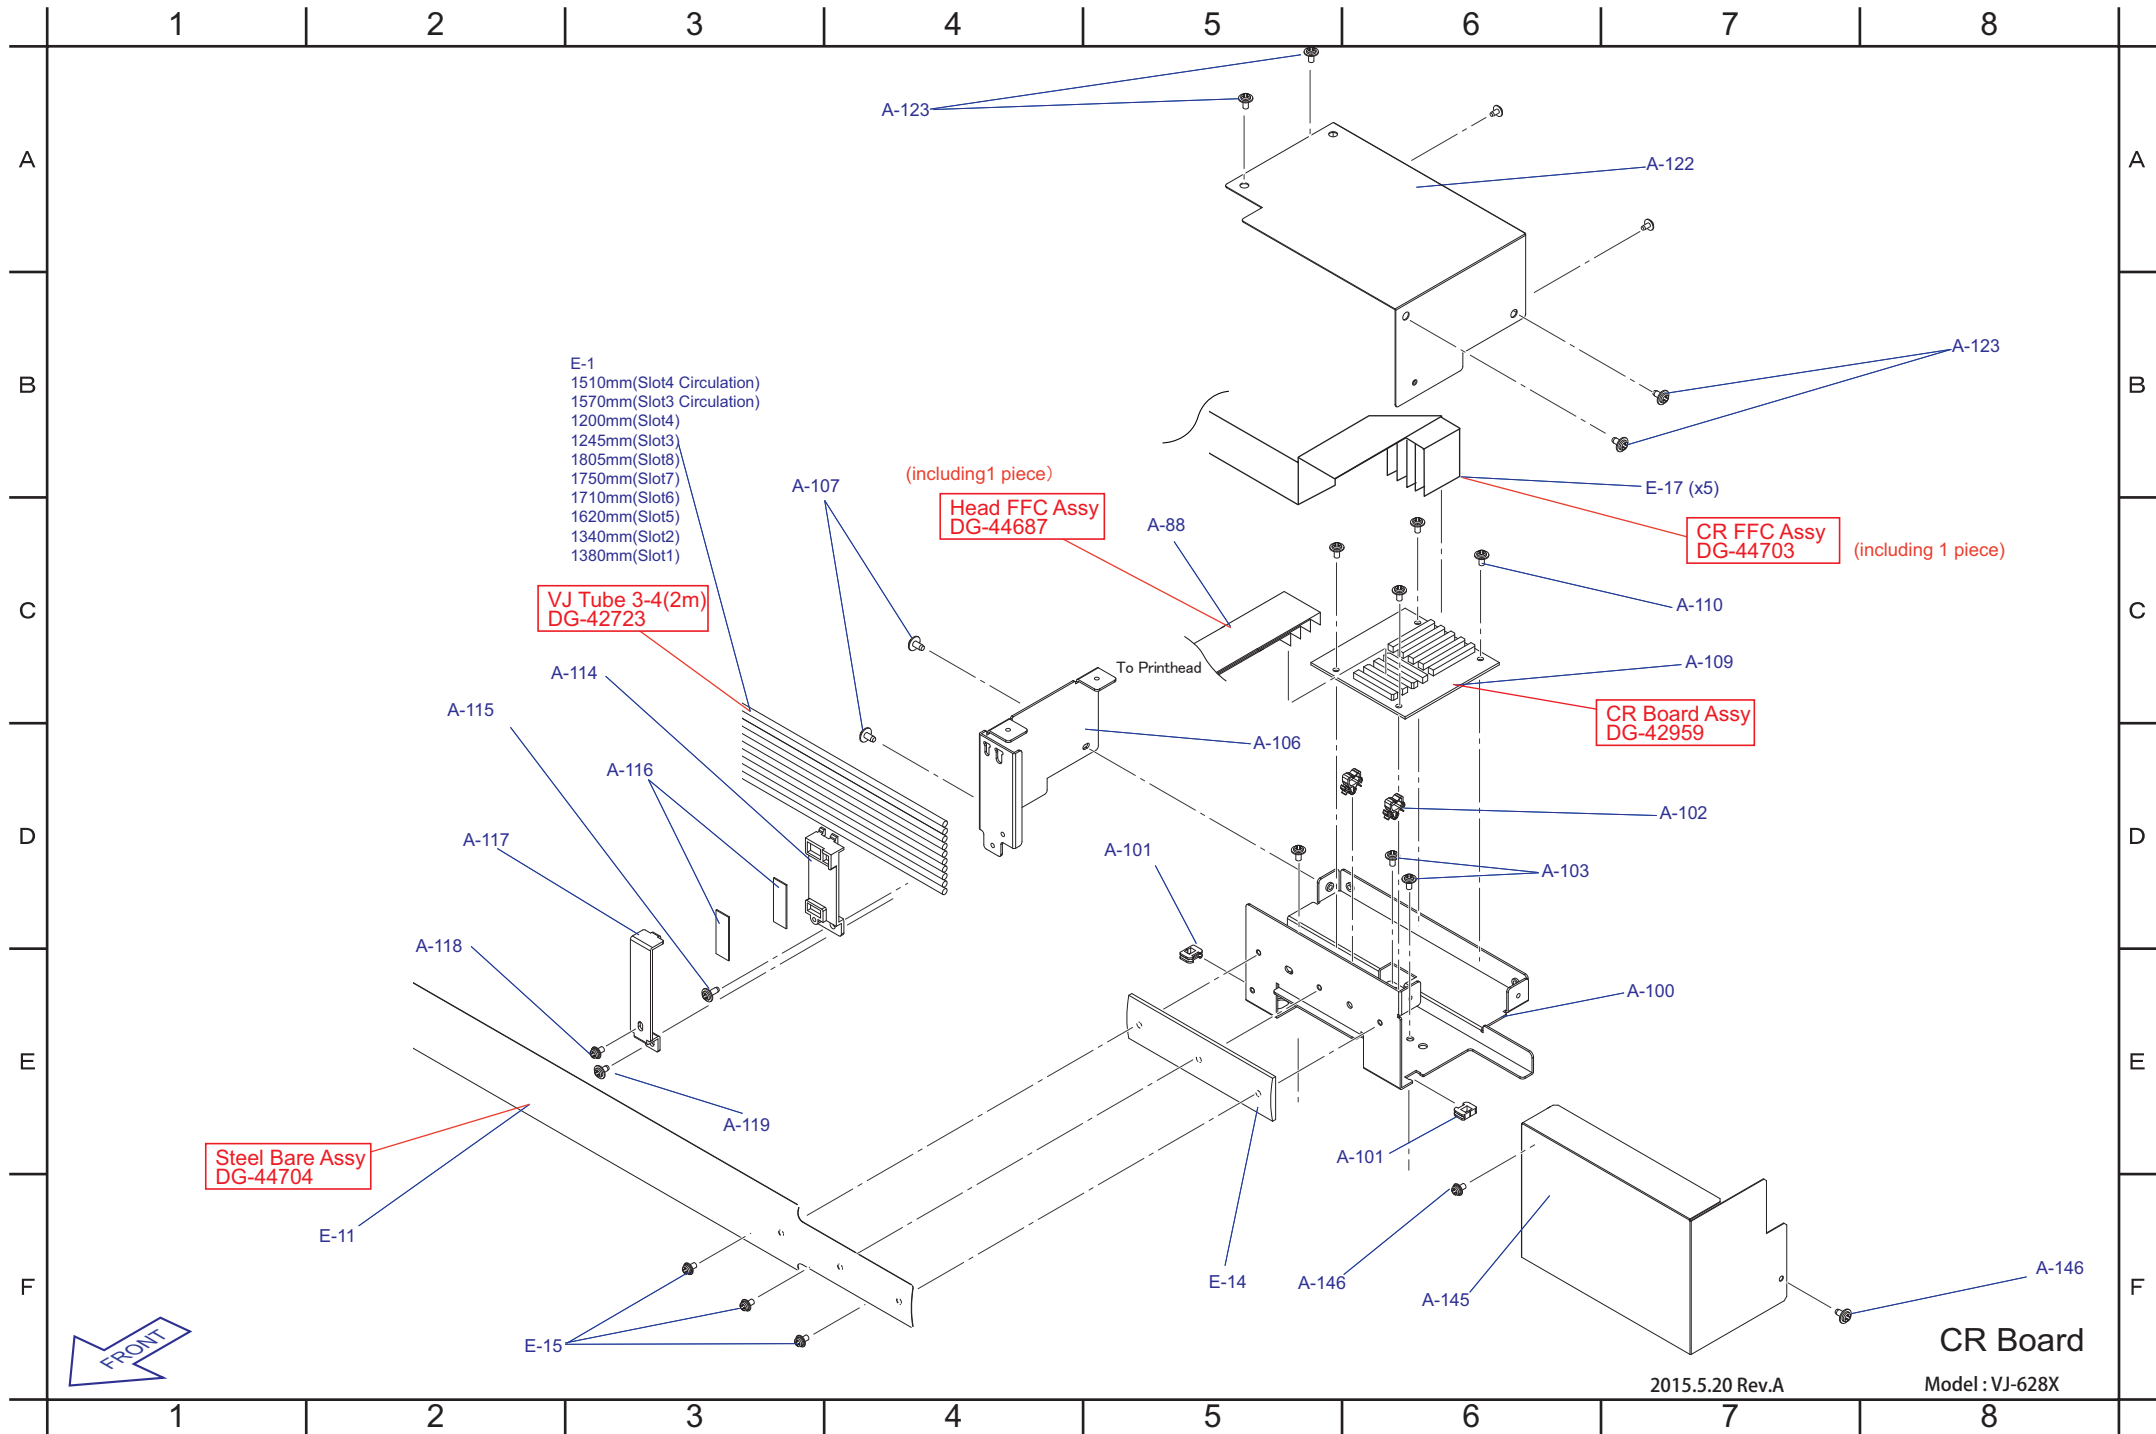 1 2 3 4 5 6 7 8
A-123
A A
A-122
A-123
B B
E-1
1510mm(Slot4 Circulation)
1570mm(Slot3 Circulation)
1200mm(Slot4)
1245mm(Slot3)
1805mm(Slot8)
1750mm(Slot7)
1710mm(Slot6)
1620mm(Slot5)
1340mm(Slot2)
1380mm(Slot1)
A-107
(including1 piece)
Head FFC Assy
DG-44687
A-88
E-17 (x5)
CR FFC Assy
DG-44703
(including 1 piece)
C C
VJ Tube 3-4(2m)
DG-42723
A-110
To Printhead
A-109
A-114
A-115
CR Board Assy
DG-42959
A-106
A-116
A-102
D D
A-117
A-101
A-103
A-118
A-100
E E
A-119
A-101
Steel Bare Assy
DG-44704
E-11
E-14
A-146
A-145
A-146
F F
E-15
FRONT
CR Board
2015.5.20 Rev.A
Model : VJ-628X
1 2 3 4 5 6 7 8